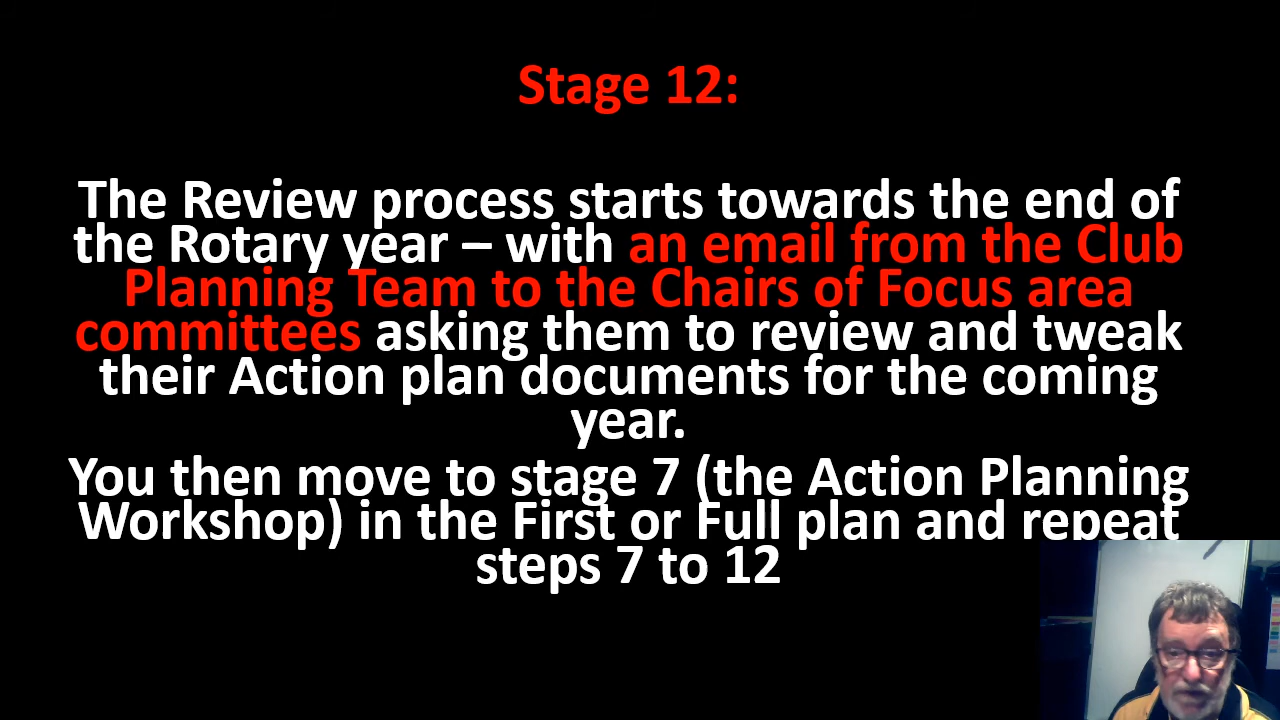 Stage 12:
The Review process starts towards the end of
the Rotary year – with an email from the Club
Planning Team to the Chairs of Focus area
committees asking them to review and tweak
their Action plan documents for the coming
year.
You then move to stage 7 (the Action Planning
Workshop) in the First or Full plan and repeat
steps 7 to 12